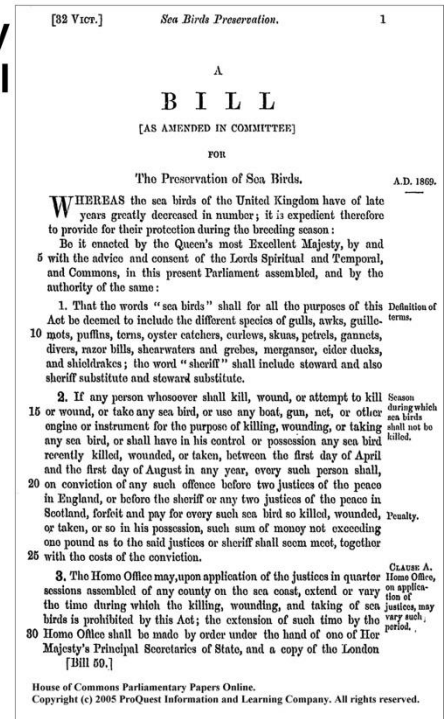 y
l
[32 VICT.] Sea Birds Preservation. 1
A
BILL
[AS AMENDED IN COMMITTEE]
FOR
The Preservation of Sea Birds.
A.D. 1869.
WHEREAS the sea birds of the United Kingdom have of late
years greatly decreased in number; it is expedient therefore
to provide for their protection during the breeding season:
Be it enacted by the Queen's most Excellent Majesty, by and
5 with the advice and consent of the Lords Spiritual and Temporal,
and Commons, in this present Parliament assembled, and by the
authority of the same:
1. That the words "sea birds" shall for all the purposes of this
Act be deemed to include the different species of gulls, awks, guille-
10 mots, puffins, terns, oyster catchers, curlews, skuas, petrels, gannets,
divers, razor bills, shearwaters and grebes, merganser, eider ducks,
and shieldrakes; the word "sheriff" shall include steward and also
sheriff substitute and steward substitute.
Definition of
terms.
2. If any person whosoever shall kill, wound, or attempt to kill
15 or wound, or take any sea bird, or use any boat, gun, net, or other
engine or instrument for the purpose of killing, wounding, or taking
any sea bird, or shall have in his control or possession any sea bird
recently killed, wounded, or taken, between the first day of April
and the first day of August in any year, every such person shall,
20 on conviction of any such offence before two justices of the peace
in England, or before the sheriff or any two justices of the peace in
Scotland, forfeit and pay for every such sea bird so killed, wounded,
or taken, or so in his possession, such sum of money not exceeding
one pound as to the said justices or sheriff shall seem meet, together
25 with the costs of the conviction.
Season
during which
sea birds
shall not be
killed.
Penalty.
3. The Home Office may, upon application of the justices in quarter
sessions assembled of any county on the sea coast, extend or vary
the time during which the killing, wounding, and taking of sea
birds is prohibited by this Act; the extension of such time by the
30 Home Office shall be made by order under the hand of one of Her
Majesty's Principal Secretaries of State, and a copy of the London
[Bill 59.]
CLAUSE A.
Home Office,
on applica-
tion of
justices, may
vary such
period.
House of Commons Parliamentary Papers Online.
Copyright (c) 2005 ProQuest Information and Learning Company. All rights reserved.